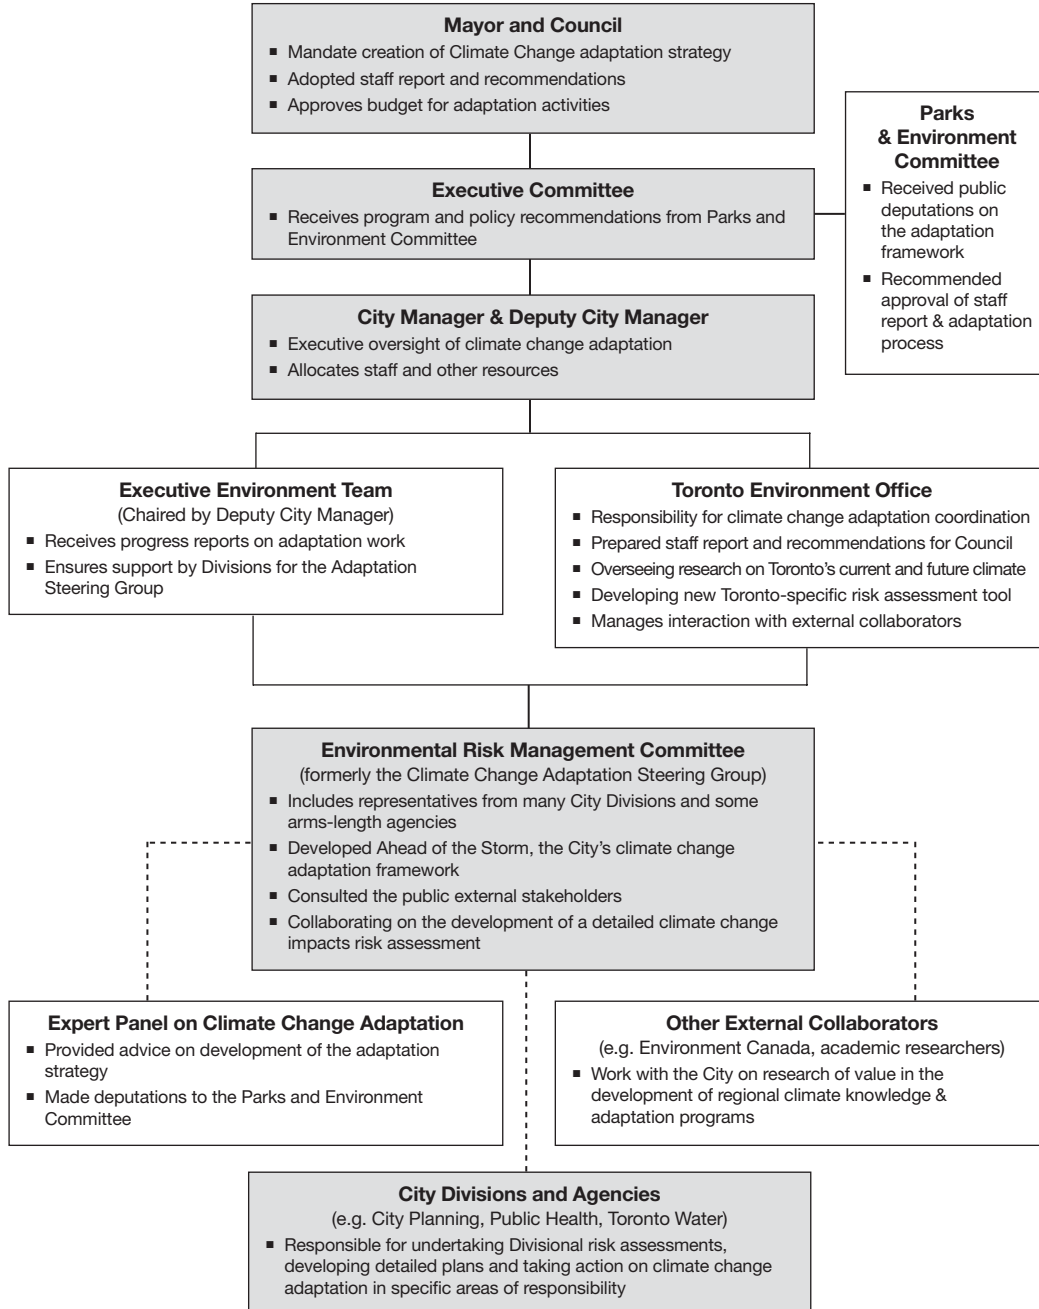 Mayor and Council
▪ Mandate creation of Climate Change adaptation strategy
▪ Adopted staff report and recommendations
▪ Approves budget for adaptation activities
Parks
& Environment
Committee
▪ Received public
deputations on
the adaptation
framework
▪ Recommended
approval of staff
report & adaptation
process
Executive Committee
▪ Receives program and policy recommendations from Parks and
Environment Committee
City Manager & Deputy City Manager
▪ Executive oversight of climate change adaptation
▪ Allocates staff and other resources
Executive Environment Team
(Chaired by Deputy City Manager)
▪ Receives progress reports on adaptation work
▪ Ensures support by Divisions for the Adaptation
Steering Group
Toronto Environment Office
▪ Responsibility for climate change adaptation coordination
▪ Prepared staff report and recommendations for Council
▪ Overseeing research on Toronto’s current and future climate
▪ Developing new Toronto-specific risk assessment tool
▪ Manages interaction with external collaborators
Environmental Risk Management Committee
(formerly the Climate Change Adaptation Steering Group)
▪ Includes representatives from many City Divisions and some
arms-length agencies
▪ Developed Ahead of the Storm, the City’s climate change
adaptation framework
▪ Consulted the public external stakeholders
▪ Collaborating on the development of a detailed climate change
impacts risk assessment
Expert Panel on Climate Change Adaptation
▪ Provided advice on development of the adaptation
strategy
▪ Made deputations to the Parks and Environment
Committee
Other External Collaborators
(e.g. Environment Canada, academic researchers)
▪ Work with the City on research of value in the
development of regional climate knowledge &
adaptation programs
City Divisions and Agencies
(e.g. City Planning, Public Health, Toronto Water)
▪ Responsible for undertaking Divisional risk assessments,
developing detailed plans and taking action on climate change
adaptation in specific areas of responsibility